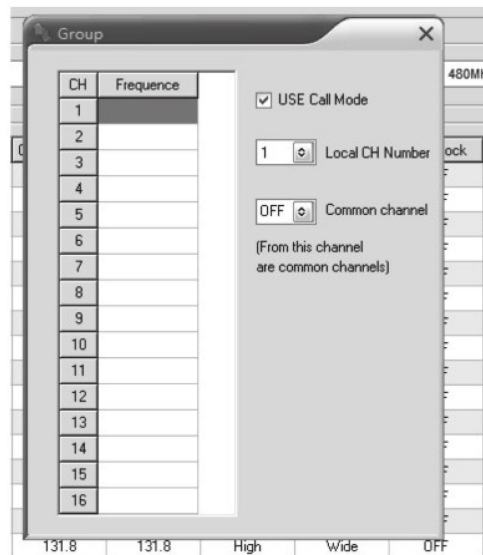 Group
480MH
CH Frequence
1
2
3
4
5
6
7
8
9
10
11
12
13
14
15
16
USE Call Mode
1 Local CH Number
OFF Common channel
(From this channel
are common channels)
ock
131.8 131.8 High Wide OFF